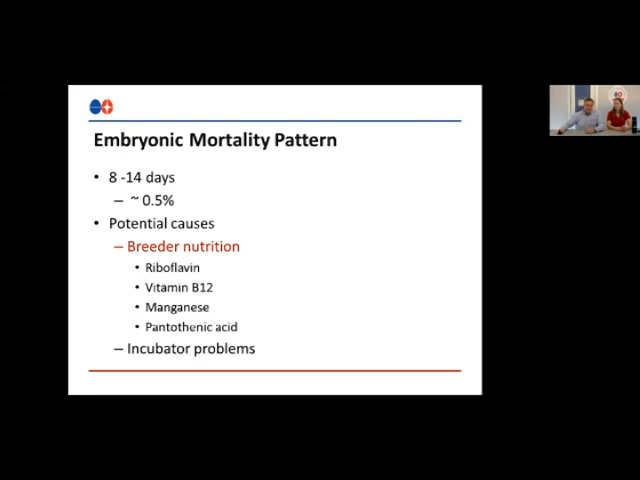 Embryonic Mortality Pattern
• 8 -14 days
– ~ 0.5%
• Potential causes
– Breeder nutrition
• Riboflavin
• Vitamin B12
• Manganese
• Pantothenic acid
– Incubator problems